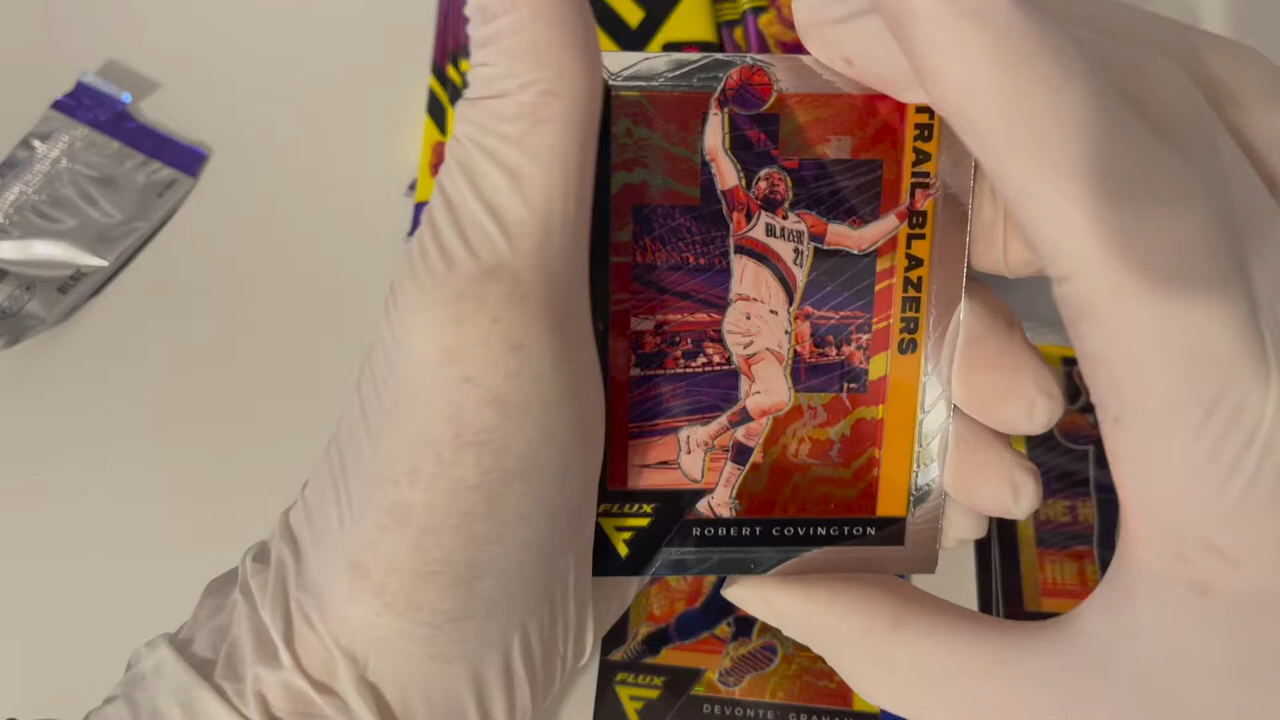 TRAIL BLAZERS
BLAZERS
FLUX
ROBERT COVINGTON
FLUX
DEVONTE' GRAHAM